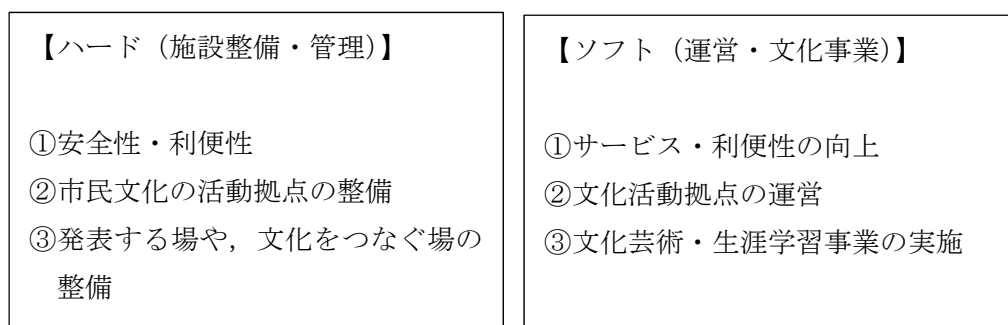 【ハード（施設整備・管理）】
①安全性・利便性
②市民文化の活動拠点の整備
③発表する場や，文化をつなぐ場の
整備
【ソフト（運営・文化事業）】
①サービス・利便性の向上
②文化活動拠点の運営
③文化芸術・生涯学習事業の実施